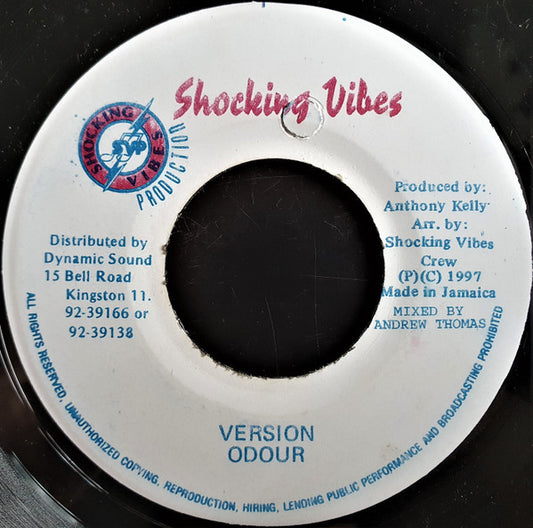 Shocking Vibes
SHOCKING VIBES
SVP
PRODUCTION
Distributed by
Dynamic Sound
15 Bell Road
Kingston 11.
92-39166 or
92-39138
Produced by:
Anthony Kelly
Arr. by:
Shocking Vibes
Crew
(P)(C) 1997
Made in Jamaica
MIXED BY
ANDREW THOMAS
VERSION
ODOUR
ALL RIGHTS RESERVED, UNAUTHORIZED COPYING, REPRODUCTION, HIRING, LENDING PUBLIC PERFORMANCE AND BROADCASTING PROHIBITED